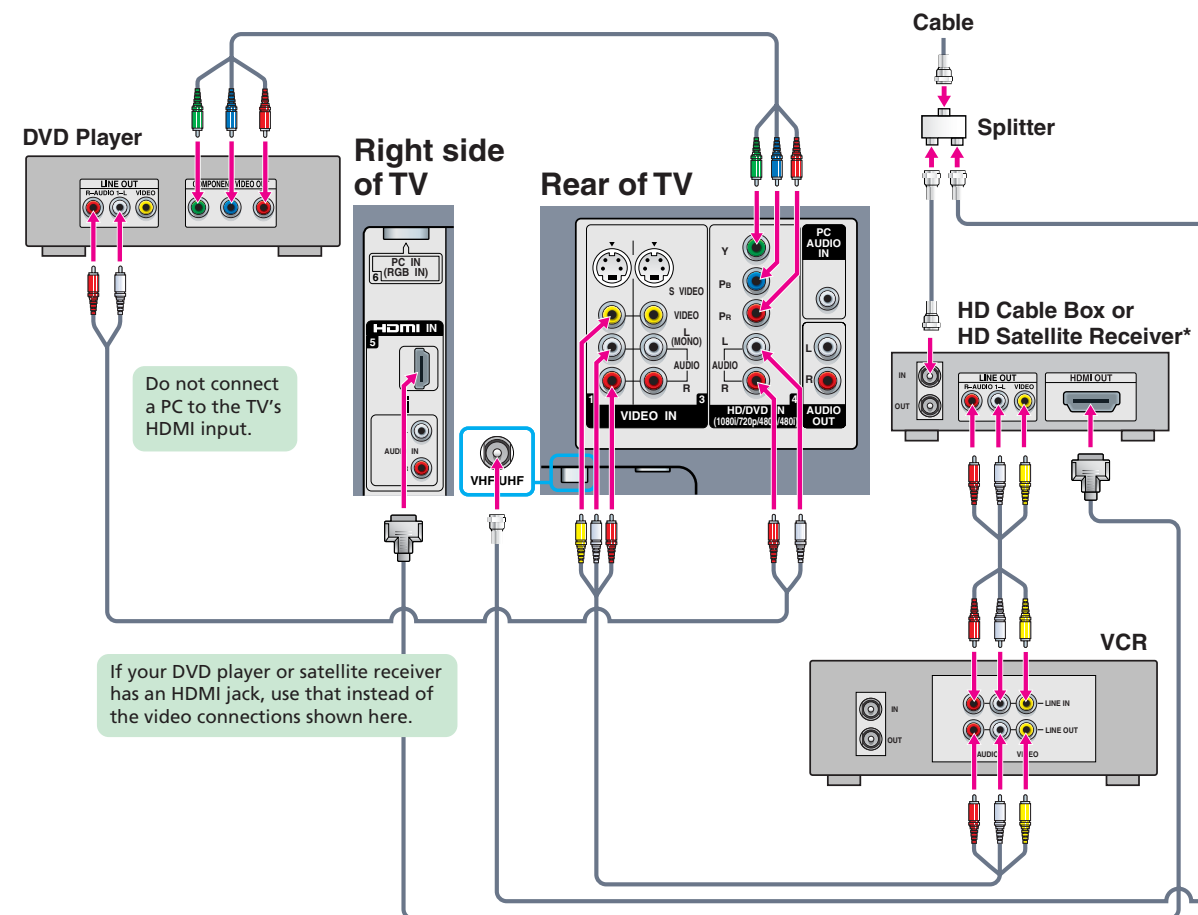 Cable
Splitter
DVD Player
LINE OUT
R–AUDIO 1–L VIDEO
COMPONENT VIDEO OUT
Right side
of TV
PC IN
(RGB IN)
6
HDMI IN
5
AUDIO IN
Do not connect
a PC to the TV's
HDMI input.
VHF/UHF
Rear of TV
S VIDEO
VIDEO
L
(MONO)
AUDIO
R
1
VIDEO IN
3
Y
PB
PR
L
AUDIO
R
HD/DVD IN
4
(1080i/720p/480p/480i)
PC
AUDIO
IN
L
R
AUDIO
OUT
HD Cable Box or
HD Satellite Receiver*
IN
OUT
LINE OUT
R–AUDIO 1–L VIDEO
HDMI OUT
If your DVD player or satellite receiver
has an HDMI jack, use that instead of
the video connections shown here.
VCR
IN
OUT
LINE IN
LINE OUT
AUDIO VIDEO